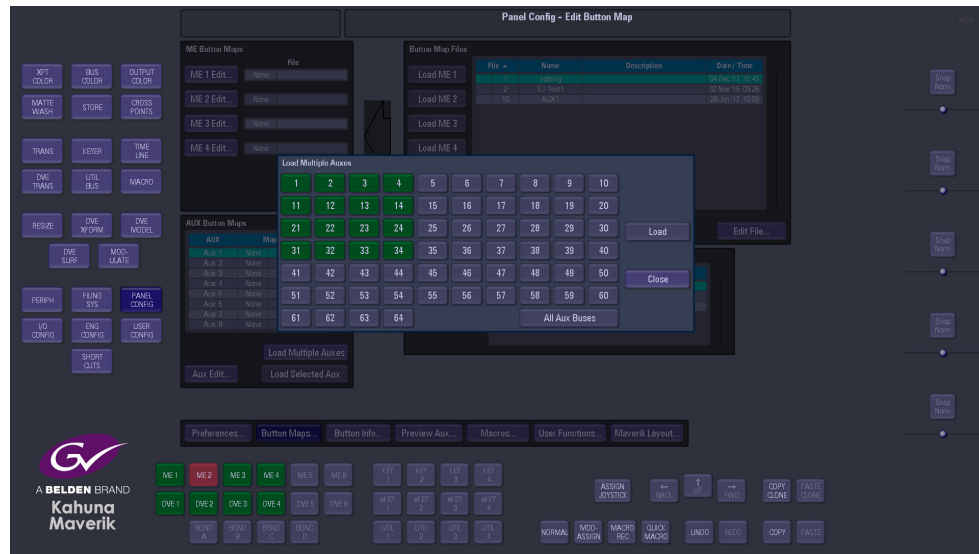 Panel Config - Edit Button Map
HDD
ME Button Maps
File
ME 1 Edit... None
ME 2 Edit... None
ME 3 Edit... None
ME 4 Edit... None
Button Map Files
Load ME 1
Load ME 2
Load ME 3
Load ME 4
File Name Description Date/ Time
1 nothing 04 Dec '17 16:45
2 SJ Test1 07 Nov '16 09:26
10 AUX1 28 Jun '17 10:09
Edit File...
XPT COLOR
BUS COLOR
OUTPUT COLOR
MATTE WASH
STORE
CROSS POINTS
TRANS
KEYER
TIME LINE
DVE TRANS
UTIL BUS
MACRO
RESIZE
DVE XFORM
DVE MODEL
DVE SURF
MOD- ULATE
PERIPH
FILING SYS
PANEL CONFIG
I/O CONFIG
ENG CONFIG
USER CONFIG
SHORT CUTS
Load Multiple Auxes
1 2 3 4 5 6 7 8 9 10
11 12 13 14 15 16 17 18 19 20
21 22 23 24 25 26 27 28 29 30
31 32 33 34 35 36 37 38 39 40
41 42 43 44 45 46 47 48 49 50
51 52 53 54 55 56 57 58 59 60
61 62 63 64 All Aux Buses
Load
Close
AUX Button Maps
AUX Map
Aux 1 None
Aux 2 None
Aux 3 None
Aux 4 None
Aux 5 None
Aux 6 None
Aux 7 None
Aux 8 None
Load Multiple Auxes
Aux Edit... Load Selected Aux
Snap Norm
Snap Norm
Snap Norm
Snap Norm
Snap Norm
Preferences... Button Maps... Button Info... Preview Aux... Macros... User Functions... Maverik Layout...
GV
A BELDEN BRAND
Kahuna
Maverik
ME 1 ME 2 ME 3 ME 4 ME 5 ME 6
DVE 1 DVE 2 DVE 3 DVE 4 DVE 5 DVE 6
BGND A BGND B BGND C BGND D
KEY 1 KEY 2 KEY 3 KEY 4
UTIL 1 UTIL 2 UTIL 3 UTIL 4
ASSIGN JOYSTICK
← BACK
↑ UP
→ FWD
COPY CLONE
PASTE CLONE
NORMAL
MOD- ASSIGN
MACRO REC
QUICK MACRO
UNDO
REDO
COPY
PASTE